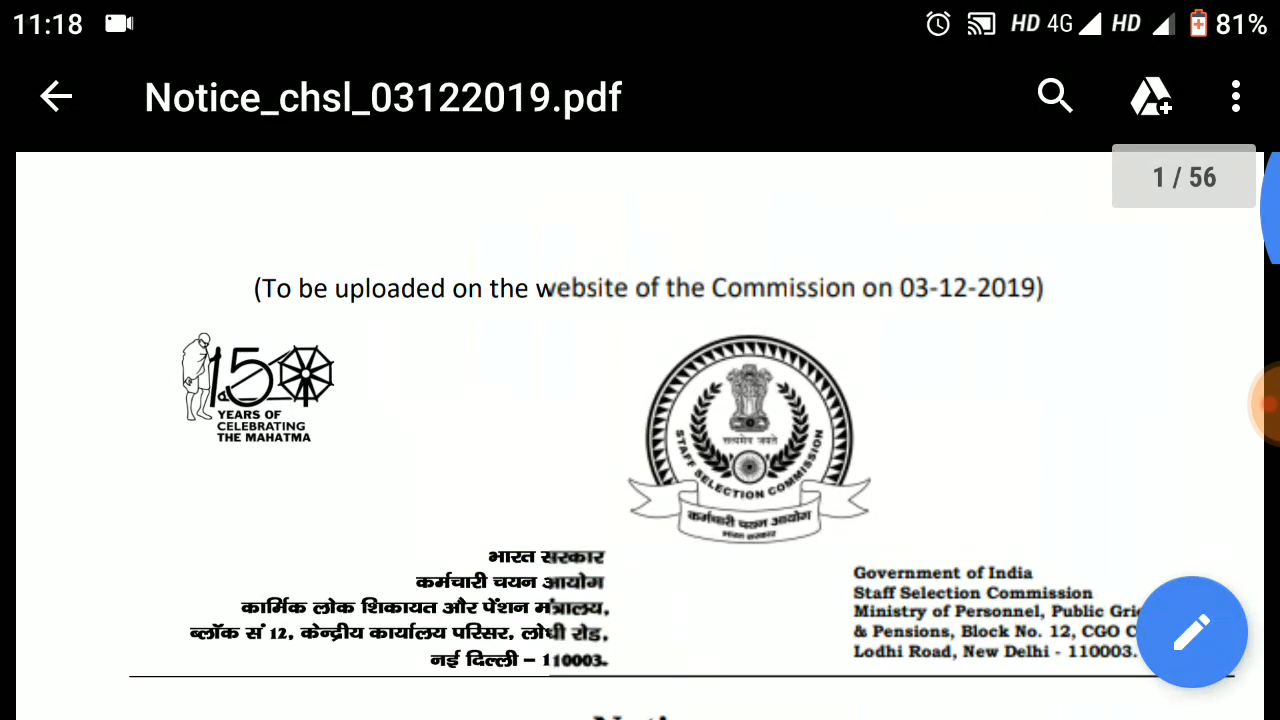 11:18 HD 4G HD 81%
Notice_chsl_03122019.pdf
1 / 56
(To be uploaded on the website of the Commission on 03-12-2019)
150
YEARS OF
CELEBRATING
THE MAHATMA
सत्यमेव जयते
STAFF SELECTION COMMISSION
कर्मचारी चयन आयोग
भारत सरकार
भारत सरकार
कर्मचारी चयन आयोग
कार्मिक लोक शिकायत और पेंशन मंत्रालय,
ब्लॉक सं 12, केन्द्रीय कार्यालय परिसर, लोधी रोड,
नई दिल्ली – 110003.
Government of India
Staff Selection Commission
Ministry of Personnel, Public
& Pensions, Block No. 12, CGO
Lodhi Road, New Delhi - 110003.